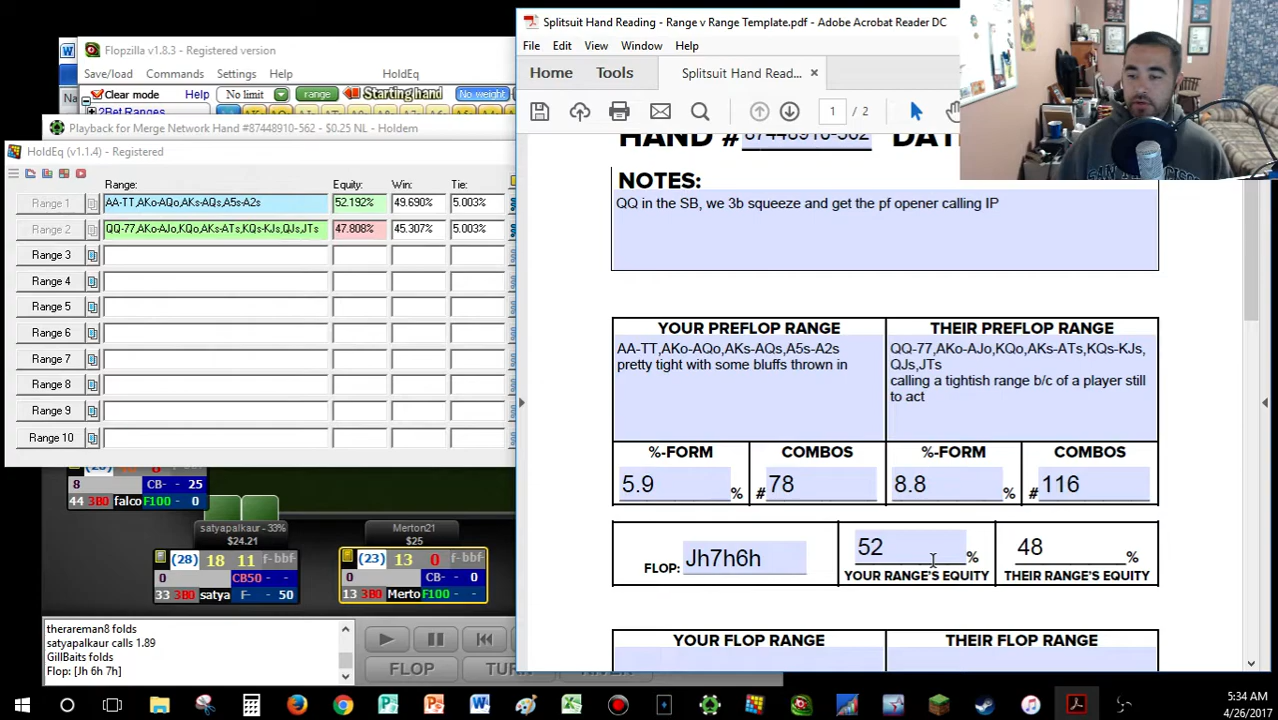 Splitsuit Hand Reading - Range v Range Template.pdf - Adobe Acrobat Reader DC
File Edit View Window Help
Home Tools Splitsuit Hand Read... ×
1 / 2
Flopzilla v1.8.3 - Registered version
Save/load Commands Settings Help HoldEq
Clear mode Help No limit range Starting hand No weight
2Bet Ranges
Playback for Merge Network Hand #87448910-562 - $0.25 NL - Holdem
HoldEq (v1.1.4) - Registered
Range: Equity: Win: Tie:
Range 1 AA-TT,AKo-AQo,AKs-AQs,A5s-A2s 52.192% 49.690% 5.003%
Range 2 QQ-77,AKo-AJo,KQo,AKs-ATs,KQs-KJs,QJs,JTs 47.808% 45.307% 5.003%
Range 3
Range 4
Range 5
Range 6
Range 7
Range 8
Range 9
Range 10
HAND # 87448910-562 DATE
NOTES:
QQ in the SB, we 3b squeeze and get the pf opener calling IP
YOUR PREFLOP RANGE THEIR PREFLOP RANGE
AA-TT,AKo-AQo,AKs-AQs,A5s-A2s
pretty tight with some bluffs thrown in
QQ-77,AKo-AJo,KQo,AKs-ATs,KQs-KJs,
QJs,JTs
calling a tightish range b/c of a player still
to act
%-FORM COMBOS %-FORM COMBOS
5.9 % # 78 8.8 % # 116
FLOP: Jh7h6h 52 % 48 %
YOUR RANGE'S EQUITY THEIR RANGE'S EQUITY
YOUR FLOP RANGE THEIR FLOP RANGE
8 CB- 25
44 3B0 falco F100 -
satyapalkaur - 33%
$24.21
(28) 18 11 f-bbf-
0 CB50 -
33 3B0 satya F- 50
Merton21
$25
(23) 13 0 f-bbf-
0 CB- 0
13 3B0 Merto F100 -
therareman8 folds
satyapalkaur calls 1.89
GillBaits folds
Flop: [Jh 6h 7h]
FLOP TURN RIVER
5:34 AM
4/26/2017